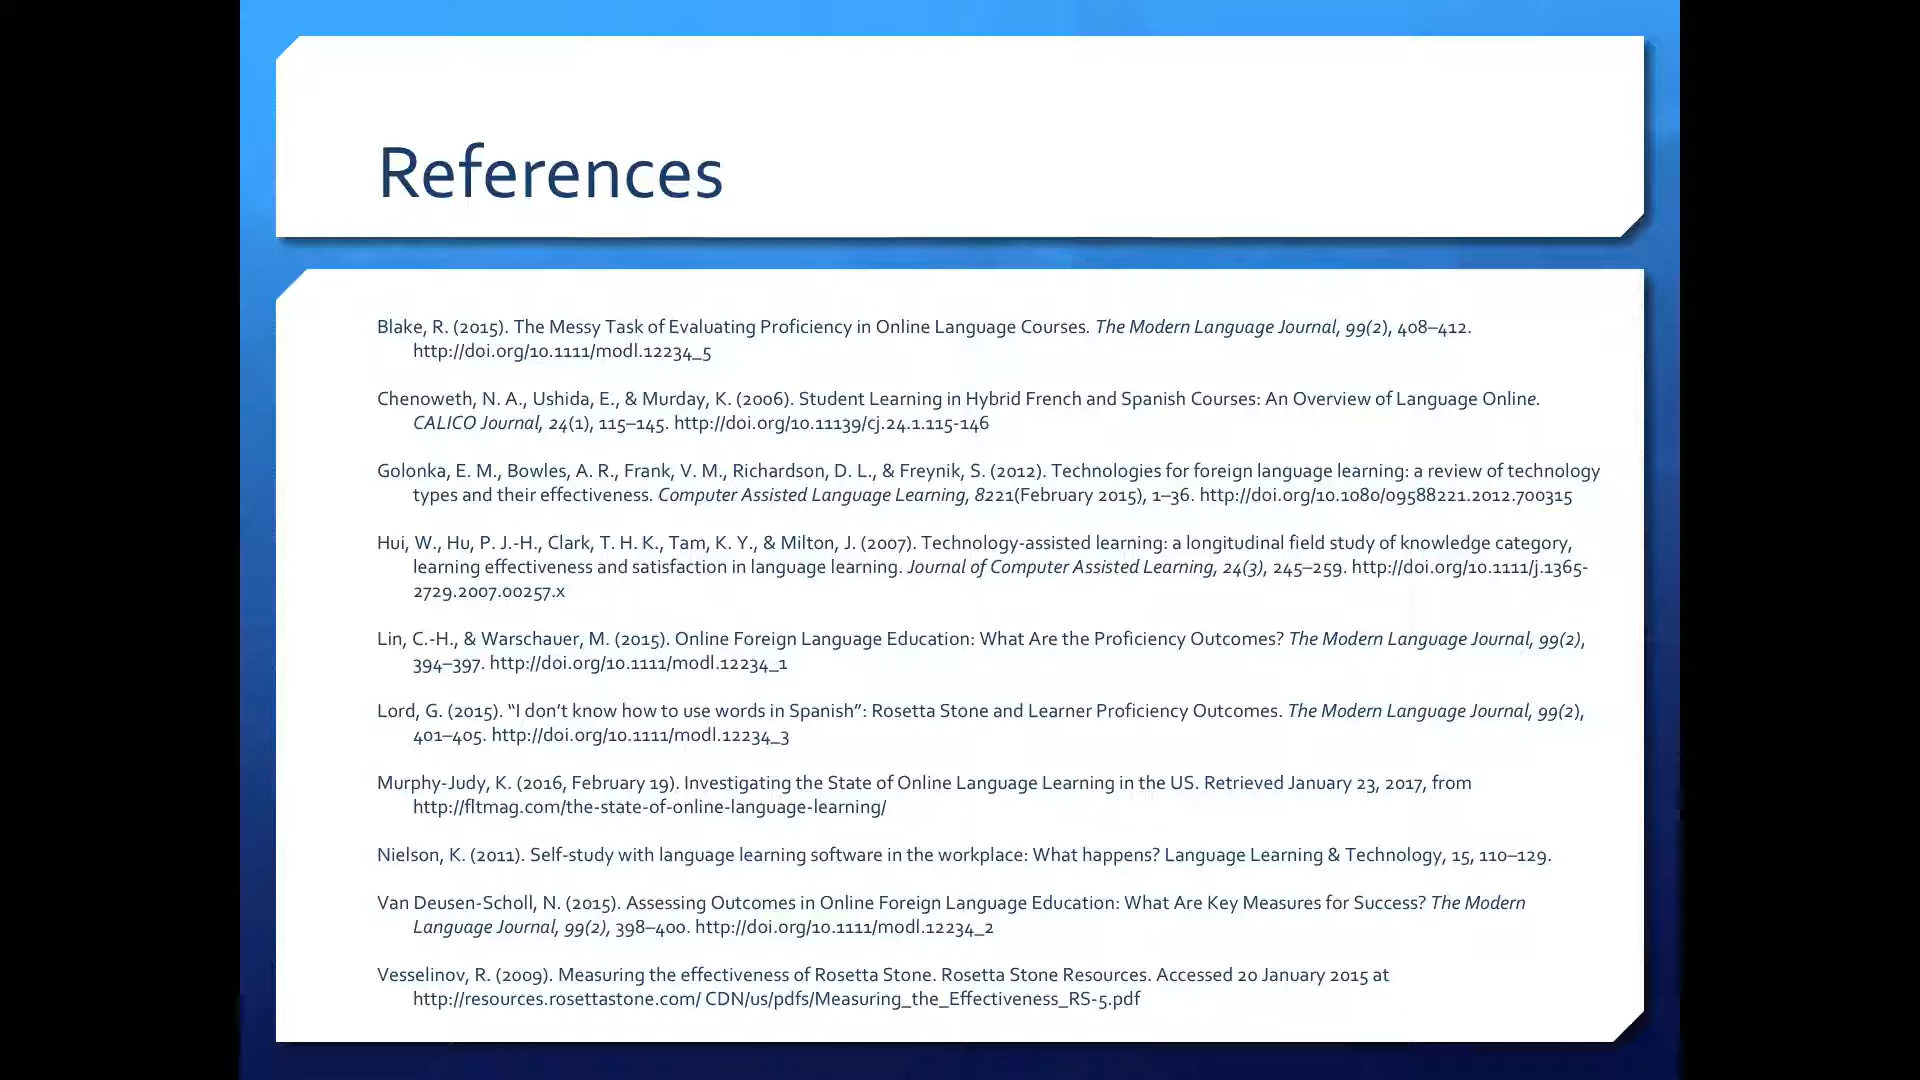 References
Blake, R. (2015). The Messy Task of Evaluating Proficiency in Online Language Courses. The Modern Language Journal, 99(2), 408–412.
http://doi.org/10.1111/modl.12234_5
Chenoweth, N. A., Ushida, E., & Murday, K. (2006). Student Learning in Hybrid French and Spanish Courses: An Overview of Language Online.
CALICO Journal, 24(1), 115–145. http://doi.org/10.11139/cj.24.1.115-146
Golonka, E. M., Bowles, A. R., Frank, V. M., Richardson, D. L., & Freynik, S. (2012). Technologies for foreign language learning: a review of technology
types and their effectiveness. Computer Assisted Language Learning, 8221(February 2015), 1–36. http://doi.org/10.1080/09588221.2012.700315
Hui, W., Hu, P. J.-H., Clark, T. H. K., Tam, K. Y., & Milton, J. (2007). Technology-assisted learning: a longitudinal field study of knowledge category,
learning effectiveness and satisfaction in language learning. Journal of Computer Assisted Learning, 24(3), 245–259. http://doi.org/10.1111/j.1365-
2729.2007.00257.x
Lin, C.-H., & Warschauer, M. (2015). Online Foreign Language Education: What Are the Proficiency Outcomes? The Modern Language Journal, 99(2),
394–397. http://doi.org/10.1111/modl.12234_1
Lord, G. (2015). “I don’t know how to use words in Spanish”: Rosetta Stone and Learner Proficiency Outcomes. The Modern Language Journal, 99(2),
401–405. http://doi.org/10.1111/modl.12234_3
Murphy-Judy, K. (2016, February 19). Investigating the State of Online Language Learning in the US. Retrieved January 23, 2017, from
http://fltmag.com/the-state-of-online-language-learning/
Nielson, K. (2011). Self-study with language learning software in the workplace: What happens? Language Learning & Technology, 15, 110–129.
Van Deusen-Scholl, N. (2015). Assessing Outcomes in Online Foreign Language Education: What Are Key Measures for Success? The Modern
Language Journal, 99(2), 398–400. http://doi.org/10.1111/modl.12234_2
Vesselinov, R. (2009). Measuring the effectiveness of Rosetta Stone. Rosetta Stone Resources. Accessed 20 January 2015 at
http://resources.rosettastone.com/ CDN/us/pdfs/Measuring_the_Effectiveness_RS-5.pdf